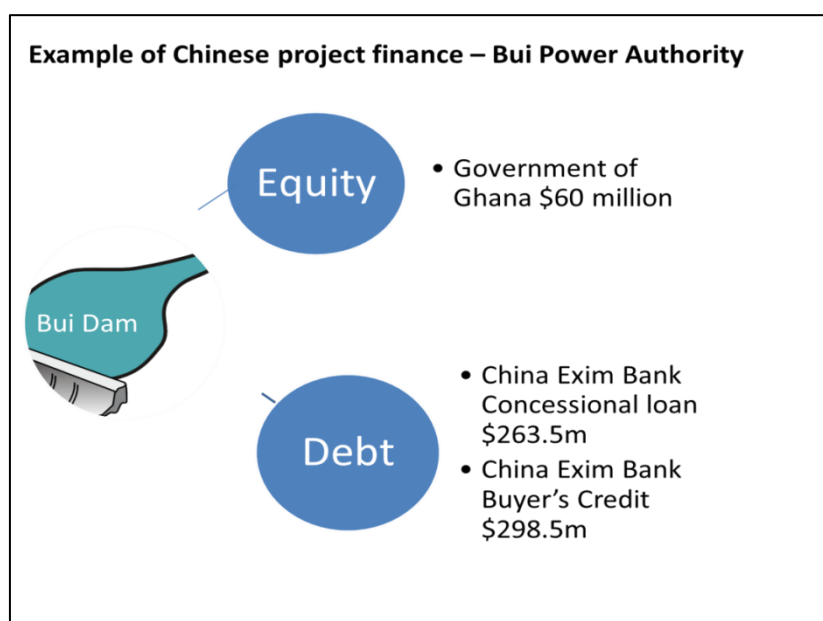 Example of Chinese project finance – Bui Power Authority
Equity
• Government of
Ghana $60 million
Bui Dam
Debt
• China Exim Bank
Concessional loan
$263.5m
• China Exim Bank
Buyer’s Credit
$298.5m